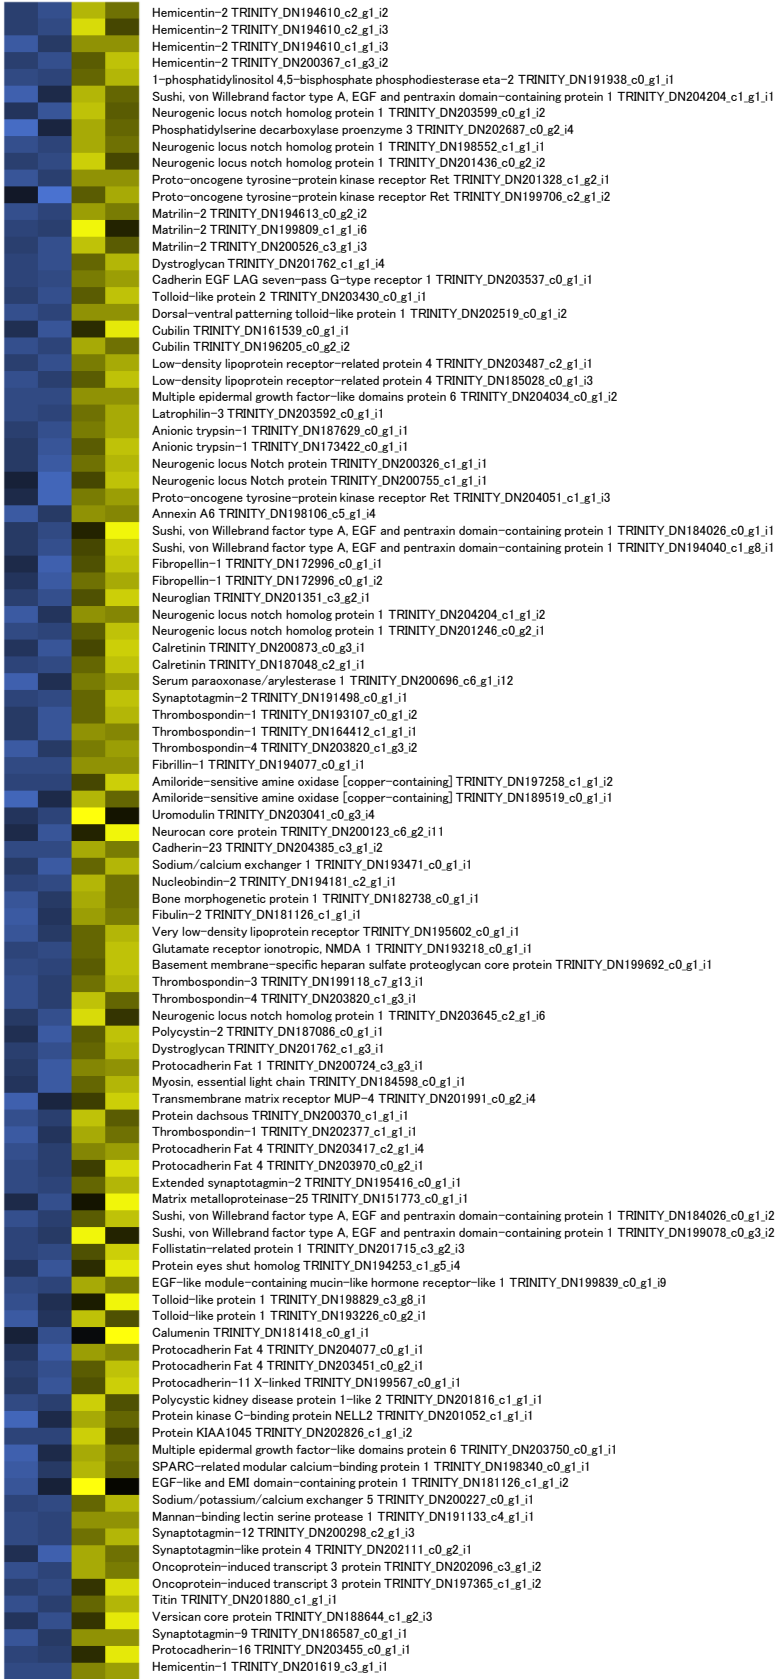 Hemicentin-2 TRINITY_DN194610_c2_g1_i2
Hemicentin-2 TRINITY_DN194610_c2_g1_i3
Hemicentin-2 TRINITY_DN194610_c1_g1_i3
Hemicentin-2 TRINITY_DN200367_c1_g3_i2
1-phosphatidylinositol 4,5-bisphosphate phosphodiesterase eta-2 TRINITY_DN191938_c0_g1_i1
Sushi, von Willebrand factor type A, EGF and pentraxin domain-containing protein 1 TRINITY_DN204204_c1_g1_i1
Neurogenic locus notch homolog protein 1 TRINITY_DN203599_c0_g1_i2
Phosphatidylserine decarboxylase proenzyme 3 TRINITY_DN202687_c0_g2_i4
Neurogenic locus notch homolog protein 1 TRINITY_DN198552_c1_g1_i1
Neurogenic locus notch homolog protein 1 TRINITY_DN201436_c0_g2_i2
Proto-oncogene tyrosine-protein kinase receptor Ret TRINITY_DN201328_c1_g2_i1
Proto-oncogene tyrosine-protein kinase receptor Ret TRINITY_DN199706_c2_g1_i2
Matrilin-2 TRINITY_DN194613_c0_g2_i2
Matrilin-2 TRINITY_DN199809_c1_g1_i6
Matrilin-2 TRINITY_DN200526_c3_g1_i3
Dystroglycan TRINITY_DN201762_c1_g1_i4
Cadherin EGF LAG seven-pass G-type receptor 1 TRINITY_DN203537_c0_g1_i1
Tolloid-like protein 2 TRINITY_DN203430_c0_g1_i1
Dorsal-ventral patterning tolloid-like protein 1 TRINITY_DN202519_c0_g1_i2
Cubilin TRINITY_DN161539_c0_g1_i1
Cubilin TRINITY_DN196205_c0_g2_i2
Low-density lipoprotein receptor-related protein 4 TRINITY_DN203487_c2_g1_i1
Low-density lipoprotein receptor-related protein 4 TRINITY_DN185028_c0_g1_i3
Multiple epidermal growth factor-like domains protein 6 TRINITY_DN204034_c0_g1_i2
Latrophilin-3 TRINITY_DN203592_c0_g1_i1
Anionic trypsin-1 TRINITY_DN187629_c0_g1_i1
Anionic trypsin-1 TRINITY_DN173422_c0_g1_i1
Neurogenic locus Notch protein TRINITY_DN200326_c1_g1_i1
Neurogenic locus Notch protein TRINITY_DN200755_c1_g1_i1
Proto-oncogene tyrosine-protein kinase receptor Ret TRINITY_DN204051_c1_g1_i3
Annexin A6 TRINITY_DN198106_c5_g1_i4
Sushi, von Willebrand factor type A, EGF and pentraxin domain-containing protein 1 TRINITY_DN184026_c0_g1_i1
Sushi, von Willebrand factor type A, EGF and pentraxin domain-containing protein 1 TRINITY_DN194040_c1_g8_i1
Fibropellin-1 TRINITY_DN172996_c0_g1_i1
Fibropellin-1 TRINITY_DN172996_c0_g1_i2
Neuroglian TRINITY_DN201351_c3_g2_i1
Neurogenic locus notch homolog protein 1 TRINITY_DN204204_c1_g1_i2
Neurogenic locus notch homolog protein 1 TRINITY_DN201246_c0_g2_i1
Calretinin TRINITY_DN200873_c0_g3_i1
Calretinin TRINITY_DN187048_c2_g1_i1
Serum paraoxonase/arylesterase 1 TRINITY_DN200696_c6_g1_i12
Synaptotagmin-2 TRINITY_DN191498_c0_g1_i1
Thrombospondin-1 TRINITY_DN193107_c0_g1_i2
Thrombospondin-1 TRINITY_DN164412_c1_g1_i1
Thrombospondin-4 TRINITY_DN203820_c1_g3_i2
Fibrillin-1 TRINITY_DN194077_c0_g1_i1
Amiloride-sensitive amine oxidase [copper-containing] TRINITY_DN197258_c1_g1_i2
Amiloride-sensitive amine oxidase [copper-containing] TRINITY_DN189519_c0_g1_i1
Uromodulin TRINITY_DN203041_c0_g3_i4
Neurocan core protein TRINITY_DN200123_c6_g2_i11
Cadherin-23 TRINITY_DN204385_c3_g1_i2
Sodium/calcium exchanger 1 TRINITY_DN193471_c0_g1_i1
Nucleobindin-2 TRINITY_DN194181_c2_g1_i1
Bone morphogenetic protein 1 TRINITY_DN182738_c0_g1_i1
Fibulin-2 TRINITY_DN181126_c1_g1_i1
Very low-density lipoprotein receptor TRINITY_DN195602_c0_g1_i1
Glutamate receptor ionotropic, NMDA 1 TRINITY_DN193218_c0_g1_i1
Basement membrane-specific heparan sulfate proteoglycan core protein TRINITY_DN199692_c0_g1_i1
Thrombospondin-3 TRINITY_DN199118_c7_g13_i1
Thrombospondin-4 TRINITY_DN203820_c1_g3_i1
Neurogenic locus notch homolog protein 1 TRINITY_DN203645_c2_g1_i6
Polycystin-2 TRINITY_DN187086_c0_g1_i1
Dystroglycan TRINITY_DN201762_c1_g3_i1
Protocadherin Fat 1 TRINITY_DN200724_c3_g3_i1
Myosin, essential light chain TRINITY_DN184598_c0_g1_i1
Transmembrane matrix receptor MUP-4 TRINITY_DN201991_c0_g2_i4
Protein dachsous TRINITY_DN200370_c1_g1_i1
Thrombospondin-1 TRINITY_DN202377_c1_g1_i1
Protocadherin Fat 4 TRINITY_DN203417_c2_g1_i4
Protocadherin Fat 4 TRINITY_DN203970_c0_g2_i1
Extended synaptotagmin-2 TRINITY_DN195416_c0_g1_i1
Matrix metalloproteinase-25 TRINITY_DN151773_c0_g1_i1
Sushi, von Willebrand factor type A, EGF and pentraxin domain-containing protein 1 TRINITY_DN184026_c0_g1_i2
Sushi, von Willebrand factor type A, EGF and pentraxin domain-containing protein 1 TRINITY_DN199078_c0_g3_i2
Follistatin-related protein 1 TRINITY_DN201715_c3_g2_i3
Protein eyes shut homolog TRINITY_DN194253_c1_g5_i4
EGF-like module-containing mucin-like hormone receptor-like 1 TRINITY_DN199839_c0_g1_i9
Tolloid-like protein 1 TRINITY_DN198829_c3_g8_i1
Tolloid-like protein 1 TRINITY_DN193226_c0_g2_i1
Calumenin TRINITY_DN181418_c0_g1_i1
Protocadherin Fat 4 TRINITY_DN204077_c0_g1_i1
Protocadherin Fat 4 TRINITY_DN203451_c0_g2_i1
Protocadherin-11 X-linked TRINITY_DN199567_c0_g1_i1
Polycystic kidney disease protein 1-like 2 TRINITY_DN201816_c1_g1_i1
Protein kinase C-binding protein NELL2 TRINITY_DN201052_c1_g1_i1
Protein KIAA1045 TRINITY_DN202826_c1_g1_i2
Multiple epidermal growth factor-like domains protein 6 TRINITY_DN203750_c0_g1_i1
SPARC-related modular calcium-binding protein 1 TRINITY_DN198340_c0_g1_i1
EGF-like and EMI domain-containing protein 1 TRINITY_DN181126_c1_g1_i2
Sodium/potassium/calcium exchanger 5 TRINITY_DN200227_c0_g1_i1
Mannan-binding lectin serine protease 1 TRINITY_DN191133_c4_g1_i1
Synaptotagmin-12 TRINITY_DN200298_c2_g1_i3
Synaptotagmin-like protein 4 TRINITY_DN202111_c0_g2_i1
Oncoprotein-induced transcript 3 protein TRINITY_DN202096_c3_g1_i2
Oncoprotein-induced transcript 3 protein TRINITY_DN197365_c1_g1_i2
Titin TRINITY_DN201880_c1_g1_i1
Versican core protein TRINITY_DN188644_c1_g2_i3
Synaptotagmin-9 TRINITY_DN186587_c0_g1_i1
Protocadherin-16 TRINITY_DN203455_c0_g1_i1
Hemicentin-1 TRINITY_DN201619_c3_g1_i1